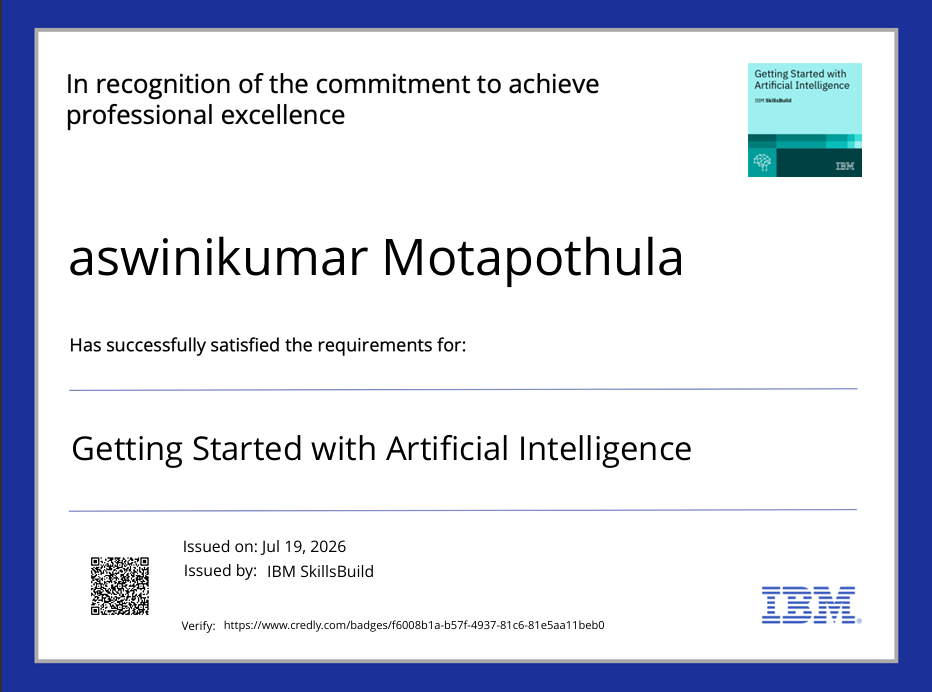 In recognition of the commitment to achieve
professional excellence
Getting Started with
Artificial Intelligence
IBM SkillsBuild
IBM
aswinikumar Motapothula
Has successfully satisfied the requirements for:
Getting Started with Artificial Intelligence
Issued on: Jul 19, 2026
Issued by: IBM SkillsBuild
Verify: https://www.credly.com/badges/f6008b1a-b57f-4937-81c6-81e5aa11beb0
IBM®